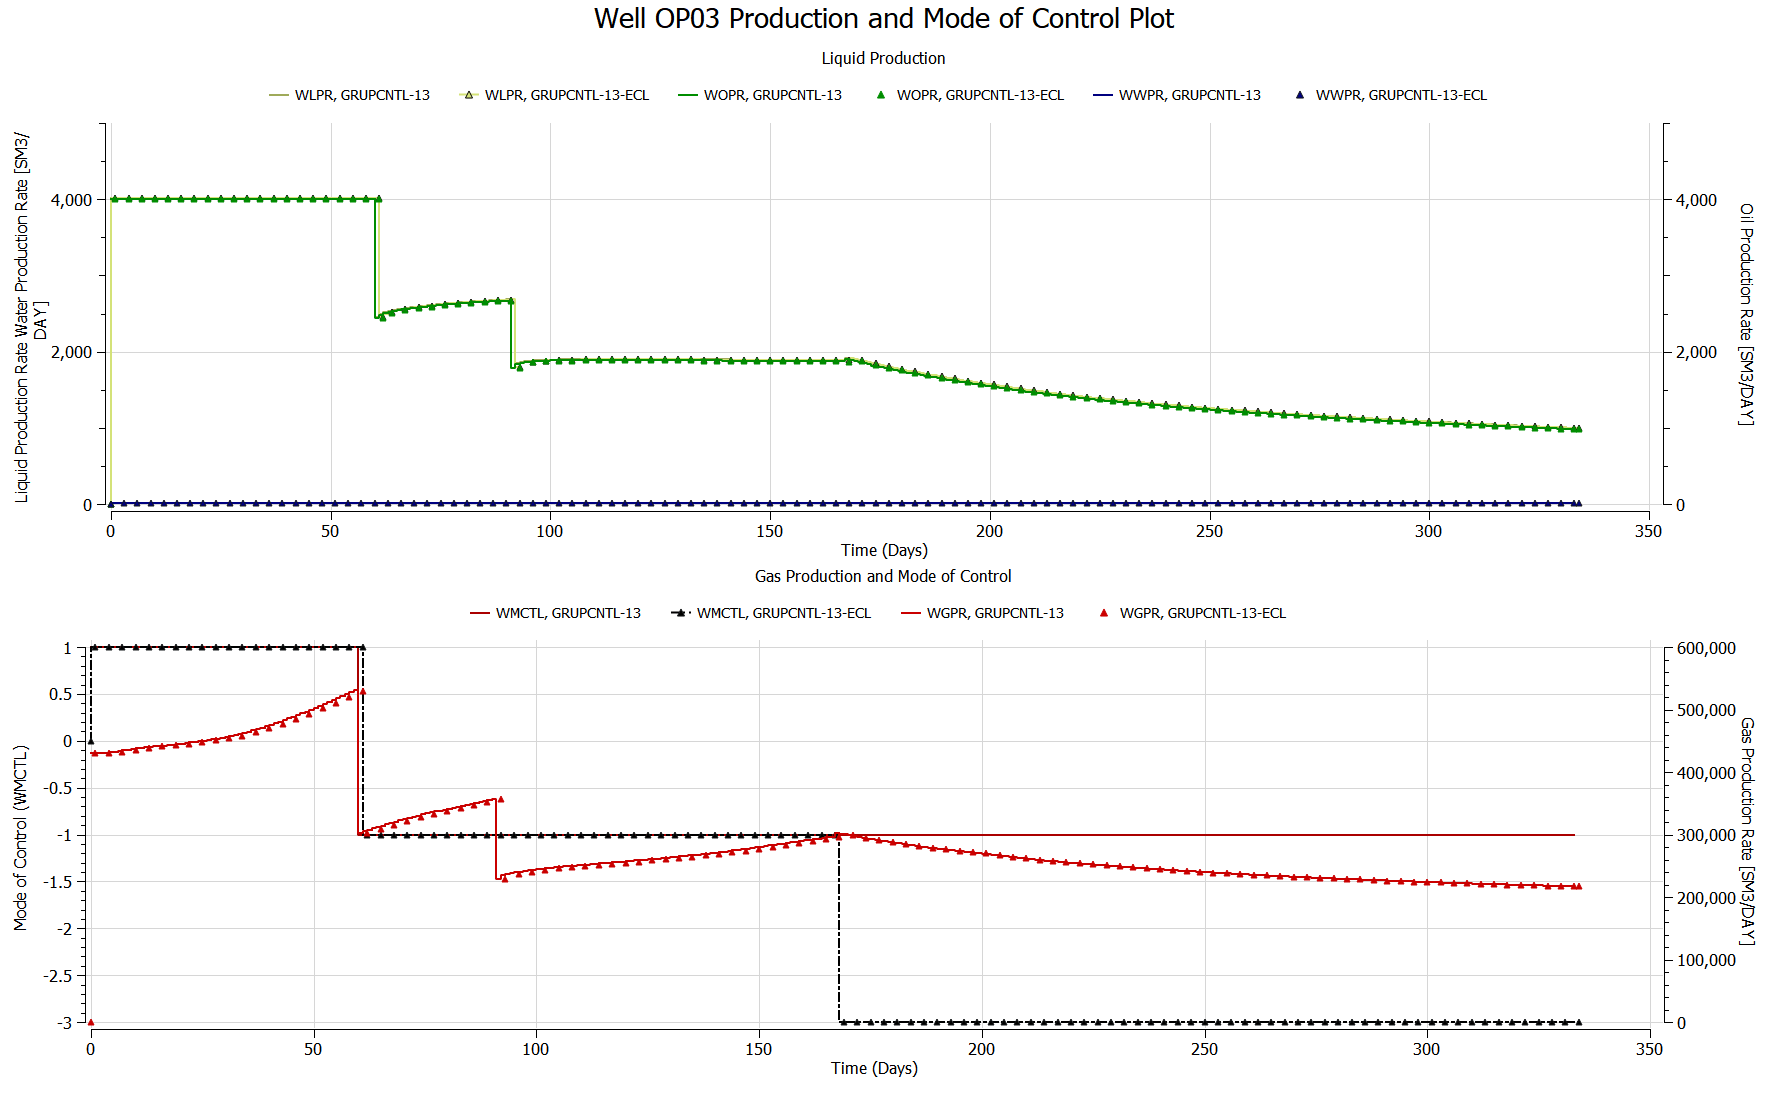 Well OP03 Production and Mode of Control Plot
Liquid Production
WLPR, GRUPCNTL-13 WLPR, GRUPCNTL-13-ECL WOPR, GRUPCNTL-13 WOPR, GRUPCNTL-13-ECL WWPR, GRUPCNTL-13 WWPR, GRUPCNTL-13-ECL
Liquid Production Rate Water Production Rate [SM3/
DAY]
4,000
2,000
0
4,000
2,000
0
Oil Production Rate [SM3/DAY]
0 50 100 150 200 250 300 350
Time (Days)
Gas Production and Mode of Control
WMCTL, GRUPCNTL-13 WMCTL, GRUPCNTL-13-ECL WGPR, GRUPCNTL-13 WGPR, GRUPCNTL-13-ECL
Mode of Control (WMCTL)
1
0.5
0
-0.5
-1
-1.5
-2
-2.5
-3
600,000
500,000
400,000
300,000
200,000
100,000
0
Gas Production Rate [SM3/DAY]
0 50 100 150 200 250 300 350
Time (Days)